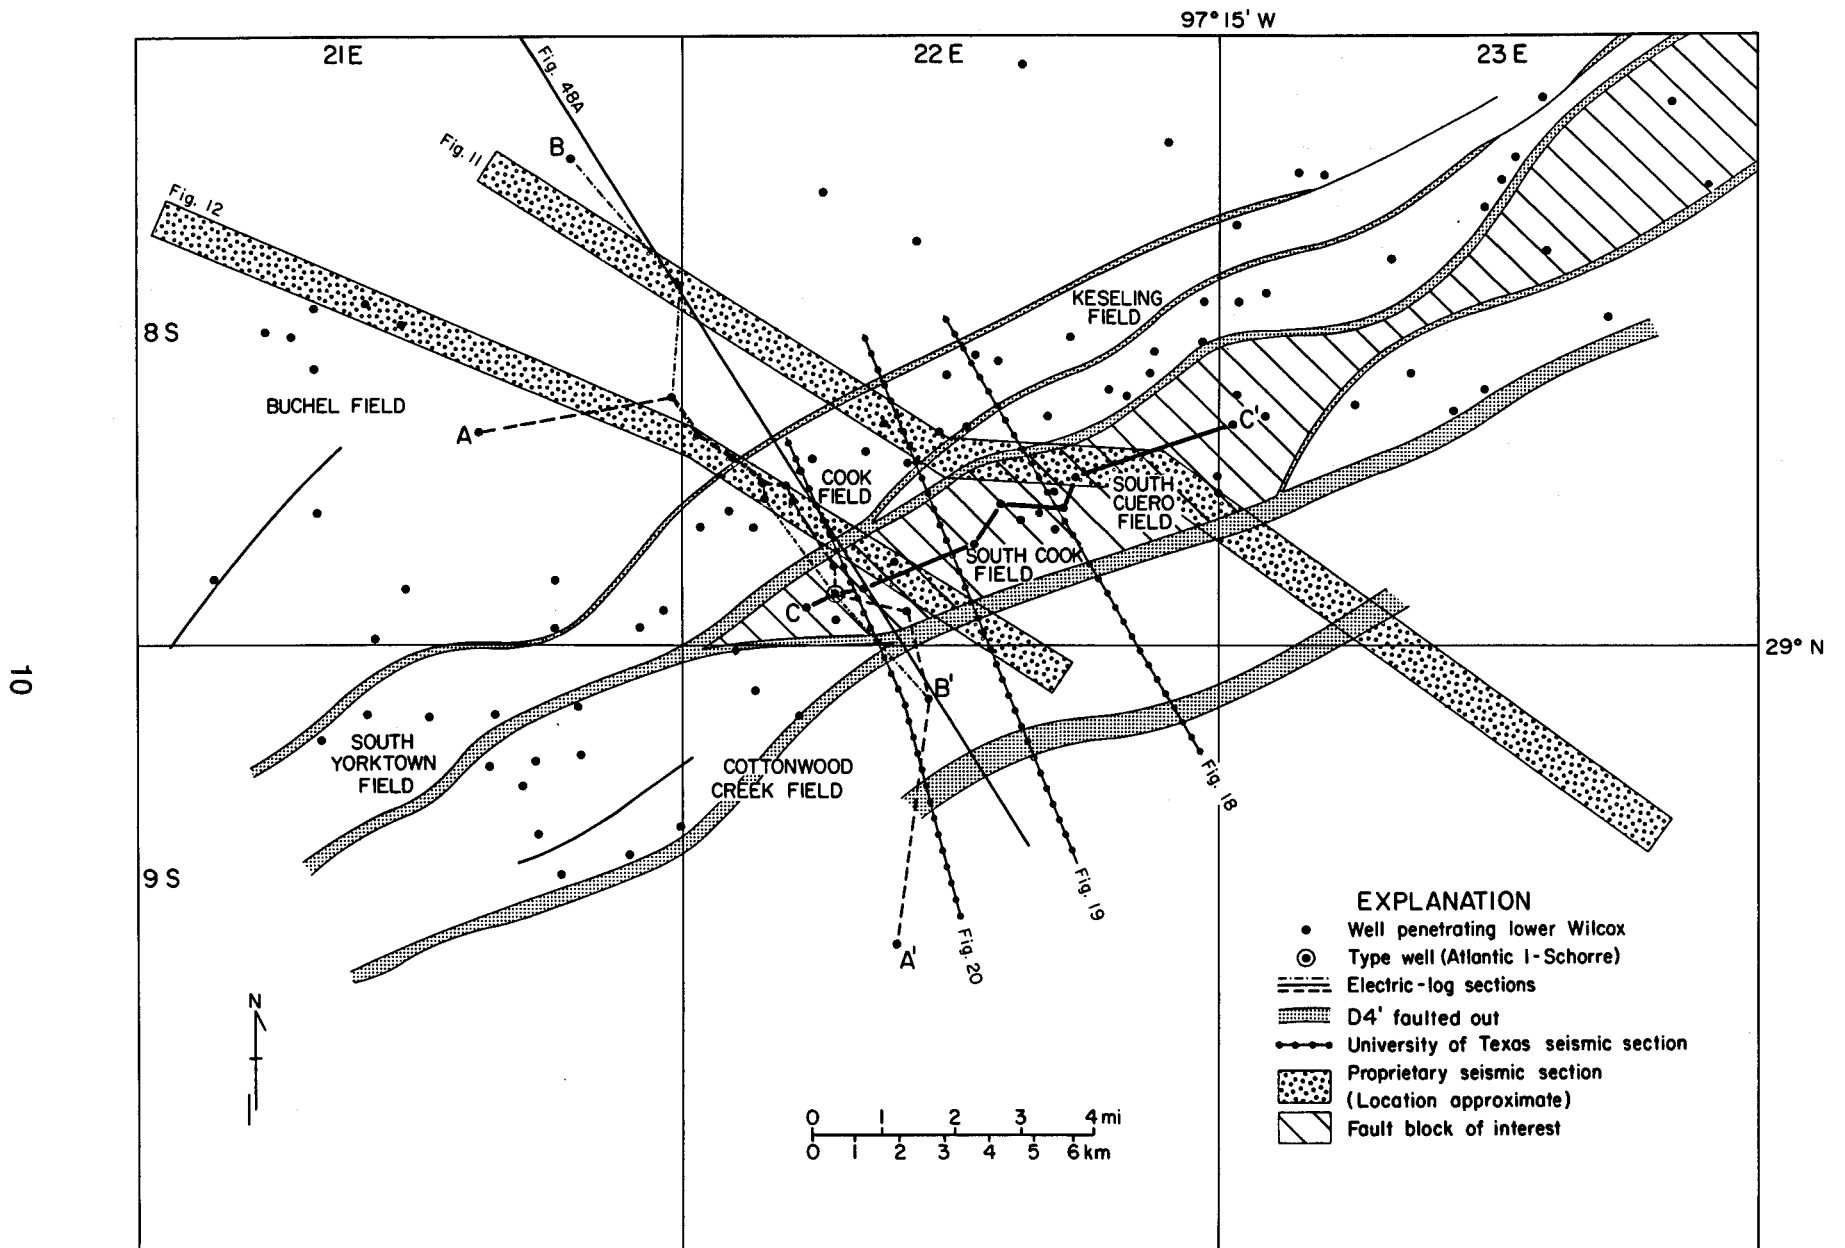 97°15' W
21E
22E
23E
Fig. 48A
B
Fig. 11
Fig. 12
KESELING
FIELD
8 S
BUCHEL FIELD
A
C'
COOK
FIELD
SOUTH
CUERO
FIELD
SOUTH COOK
FIELD
C
29° N
10
B'
SOUTH
YORKTOWN
FIELD
COTTONWOOD
CREEK FIELD
Fig. 18
9 S
Fig. 19
A'
Fig. 20
N
EXPLANATION
Well penetrating lower Wilcox
Type well (Atlantic 1-Schorre)
Electric-log sections
D4' faulted out
University of Texas seismic section
Proprietary seismic section
(Location approximate)
Fault block of interest
0 1 2 3 4 mi
0 1 2 3 4 5 6 km